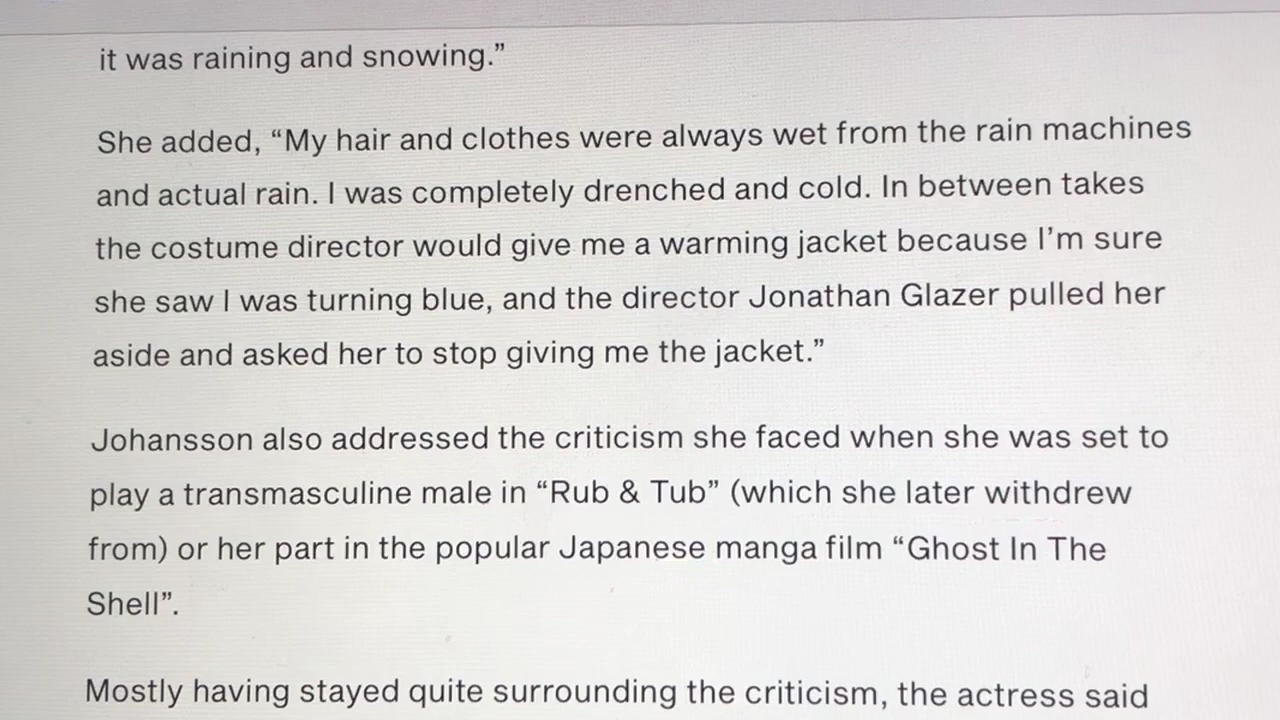 it was raining and snowing.”
She added, “My hair and clothes were always wet from the rain machines
and actual rain. I was completely drenched and cold. In between takes
the costume director would give me a warming jacket because I’m sure
she saw I was turning blue, and the director Jonathan Glazer pulled her
aside and asked her to stop giving me the jacket.”
Johansson also addressed the criticism she faced when she was set to
play a transmasculine male in “Rub & Tub” (which she later withdrew
from) or her part in the popular Japanese manga film “Ghost In The
Shell”.
Mostly having stayed quite surrounding the criticism, the actress said